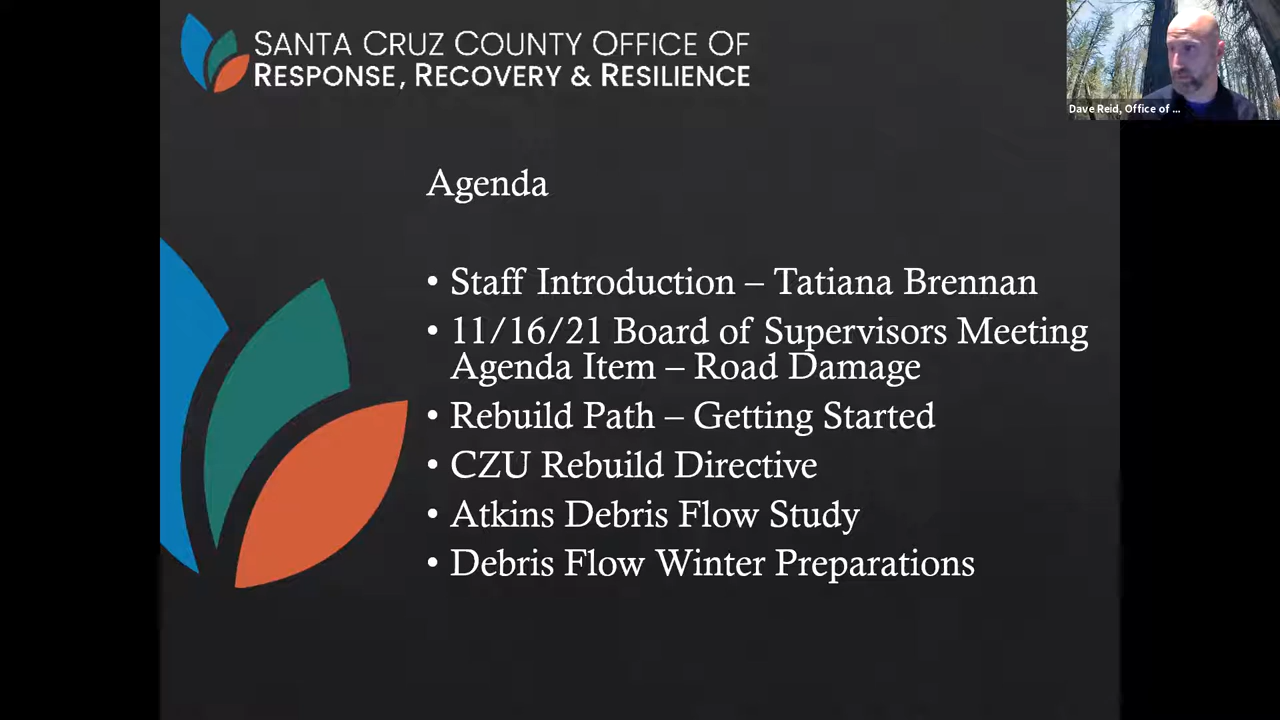 SANTA CRUZ COUNTY OFFICE OF
RESPONSE, RECOVERY & RESILIENCE
Dave Reid, Office of ...
Agenda
• Staff Introduction – Tatiana Brennan
• 11/16/21 Board of Supervisors Meeting
Agenda Item – Road Damage
• Rebuild Path – Getting Started
• CZU Rebuild Directive
• Atkins Debris Flow Study
• Debris Flow Winter Preparations